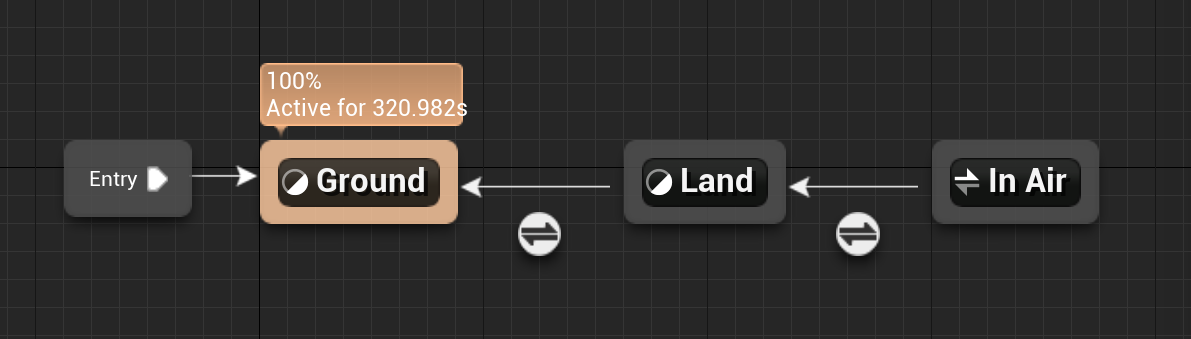 100%
Active for 320.982s
Entry
Ground
Land
In Air